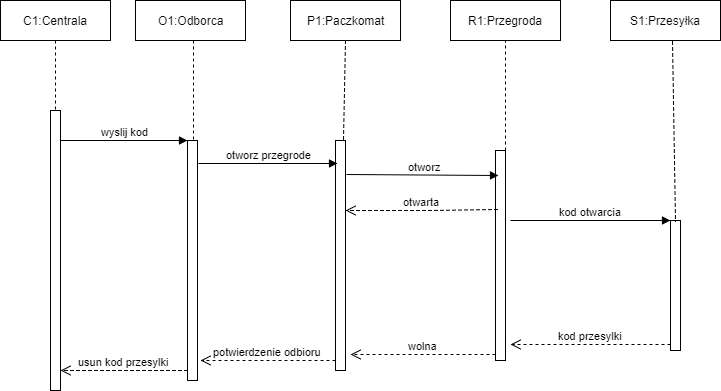 C1:Centrala
O1:Odborca
P1:Paczkomat
R1:Przegroda
S1:Przesyłka
wyslij kod
otworz przegrode
otworz
otwarta
kod otwarcia
kod przesylki
wolna
potwierdzenie odbioru
usun kod przesylki